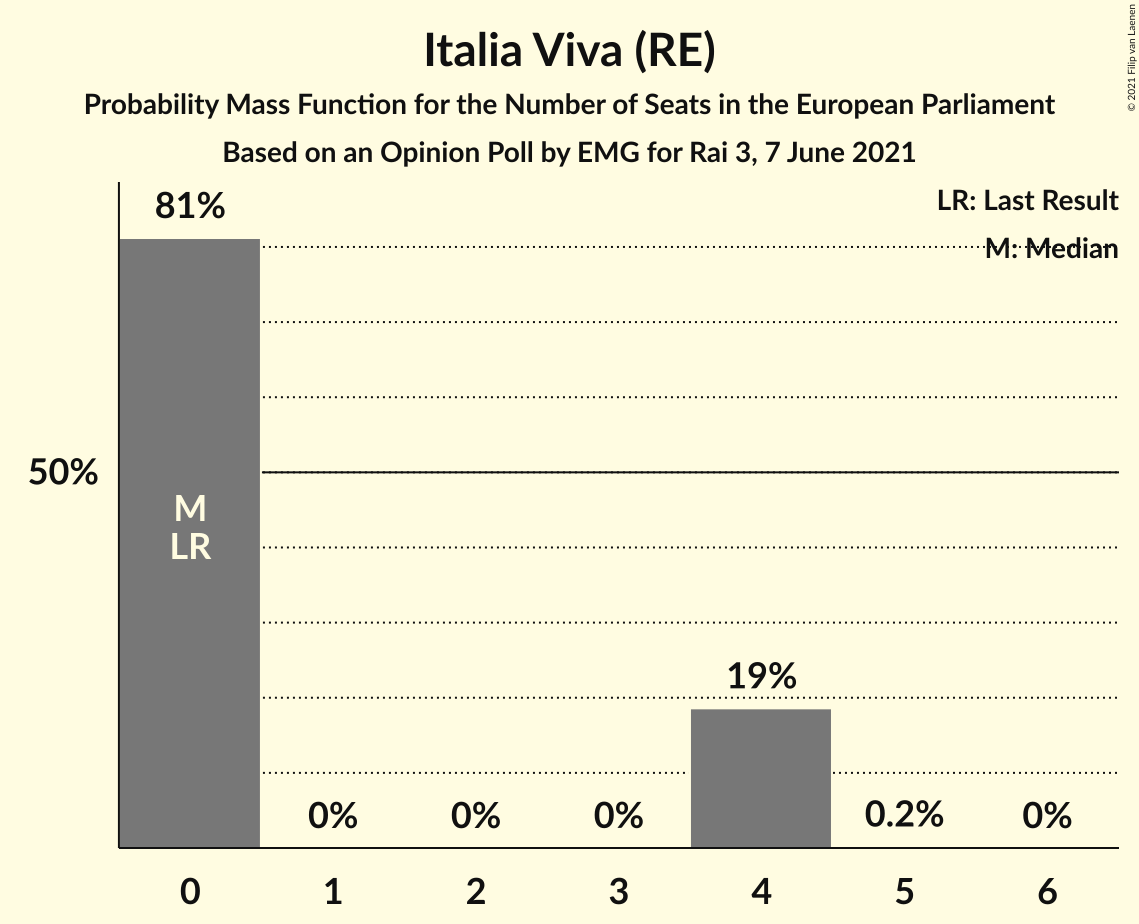 Italia Viva (RE)
Probability Mass Function for the Number of Seats in the European Parliament
Based on an Opinion Poll by EMG for Rai 3, 7 June 2021
© 2021 Filip van Laenen
LR: Last Result
M: Median
81%
50%
M
LR
19%
0%
0%
0%
0.2%
0%
0
1
2
3
4
5
6